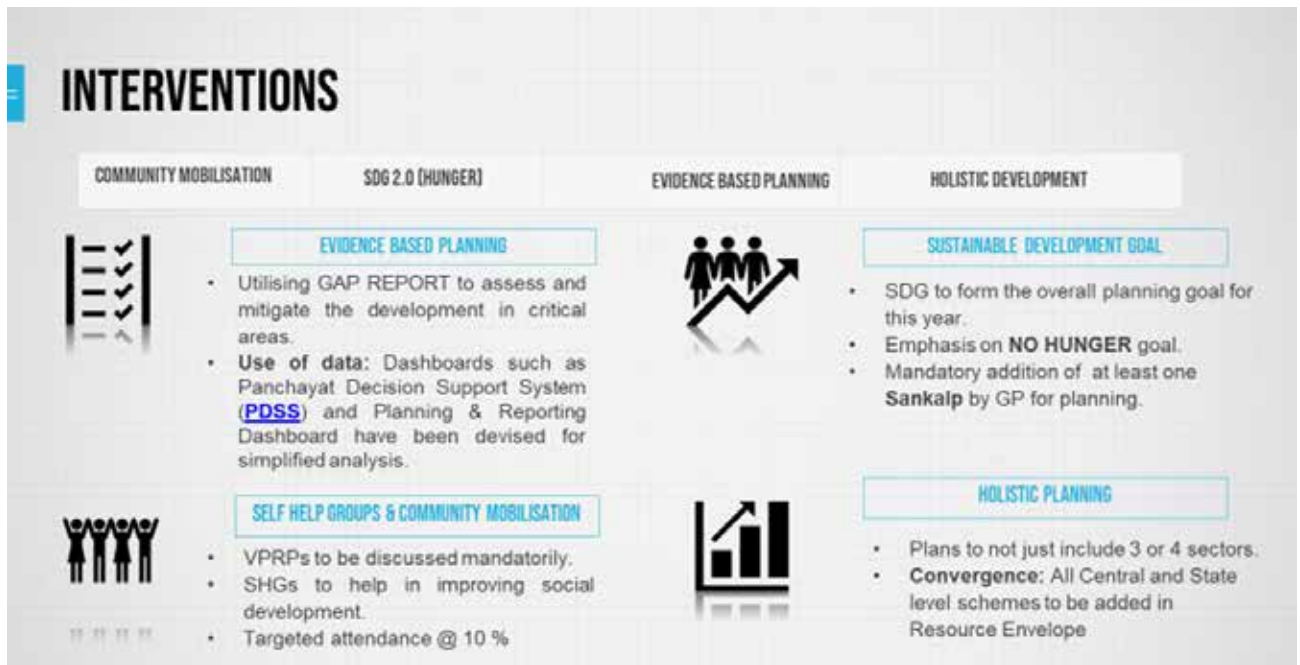 INTERVENTIONS
COMMUNITY MOBILISATION
SDG 2.0 (HUNGER)
EVIDENCE BASED PLANNING
HOLISTIC DEVELOPMENT
EVIDENCE BASED PLANNING
• Utilising GAP REPORT to assess and
mitigate the development in critical
areas.
• Use of data: Dashboards such as
Panchayat Decision Support System
(PDSS) and Planning & Reporting
Dashboard have been devised for
simplified analysis.
SELF HELP GROUPS & COMMUNITY MOBILISATION
• VPRPs to be discussed mandatorily.
• SHGs to help in improving social
development.
• Targeted attendance @ 10 %
SUSTAINABLE DEVELOPMENT GOAL
• SDG to form the overall planning goal for
this year.
• Emphasis on NO HUNGER goal.
• Mandatory addition of at least one
Sankalp by GP for planning.
HOLISTIC PLANNING
• Plans to not just include 3 or 4 sectors.
• Convergence: All Central and State
level schemes to be added in
Resource Envelope